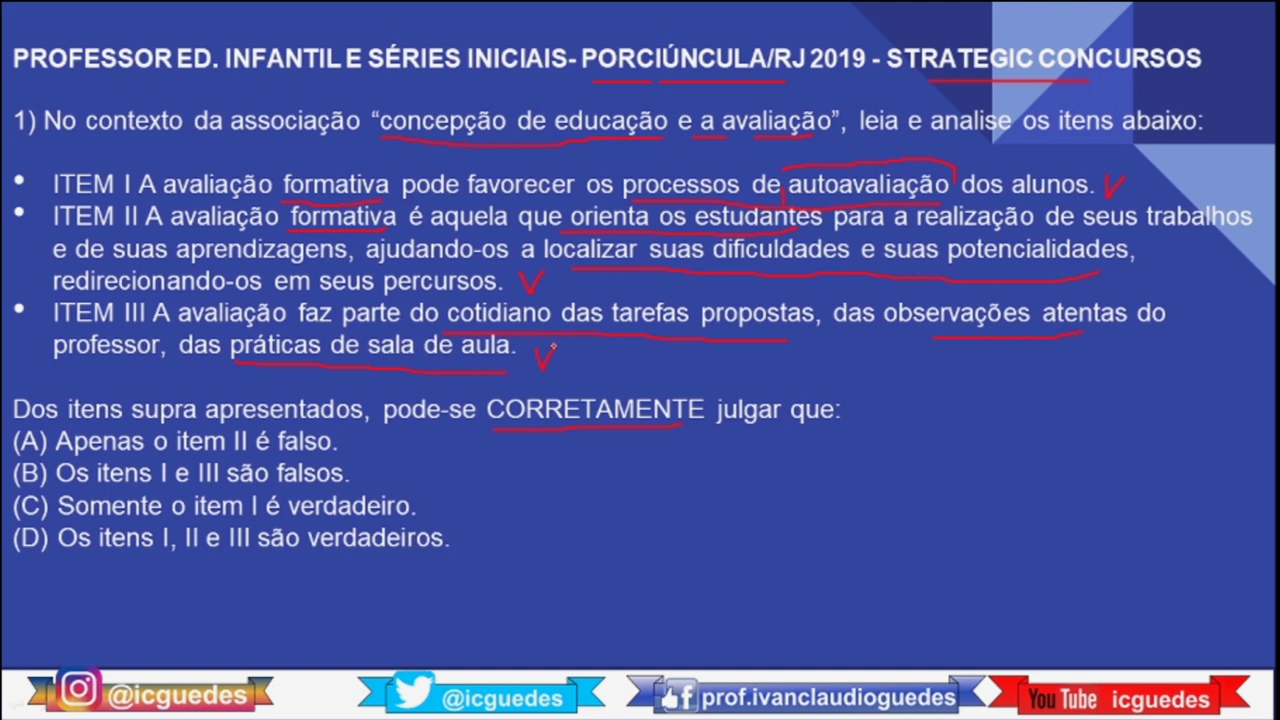 PROFESSOR ED. INFANTIL E SÉRIES INICIAIS- PORCIÚNCULA/RJ 2019 - STRATEGIC CONCURSOS
1) No contexto da associação “concepção de educação e a avaliação”, leia e analise os itens abaixo:
• ITEM I A avaliação formativa pode favorecer os processos de autoavaliação dos alunos.
• ITEM II A avaliação formativa é aquela que orienta os estudantes para a realização de seus trabalhos
e de suas aprendizagens, ajudando-os a localizar suas dificuldades e suas potencialidades,
redirecionando-os em seus percursos.
• ITEM III A avaliação faz parte do cotidiano das tarefas propostas, das observações atentas do
professor, das práticas de sala de aula.
Dos itens supra apresentados, pode-se CORRETAMENTE julgar que:
(A) Apenas o item II é falso.
(B) Os itens I e III são falsos.
(C) Somente o item I é verdadeiro.
(D) Os itens I, II e III são verdadeiros.
@icguedes @icguedes prof.ivanclaudioguedes You Tube icguedes